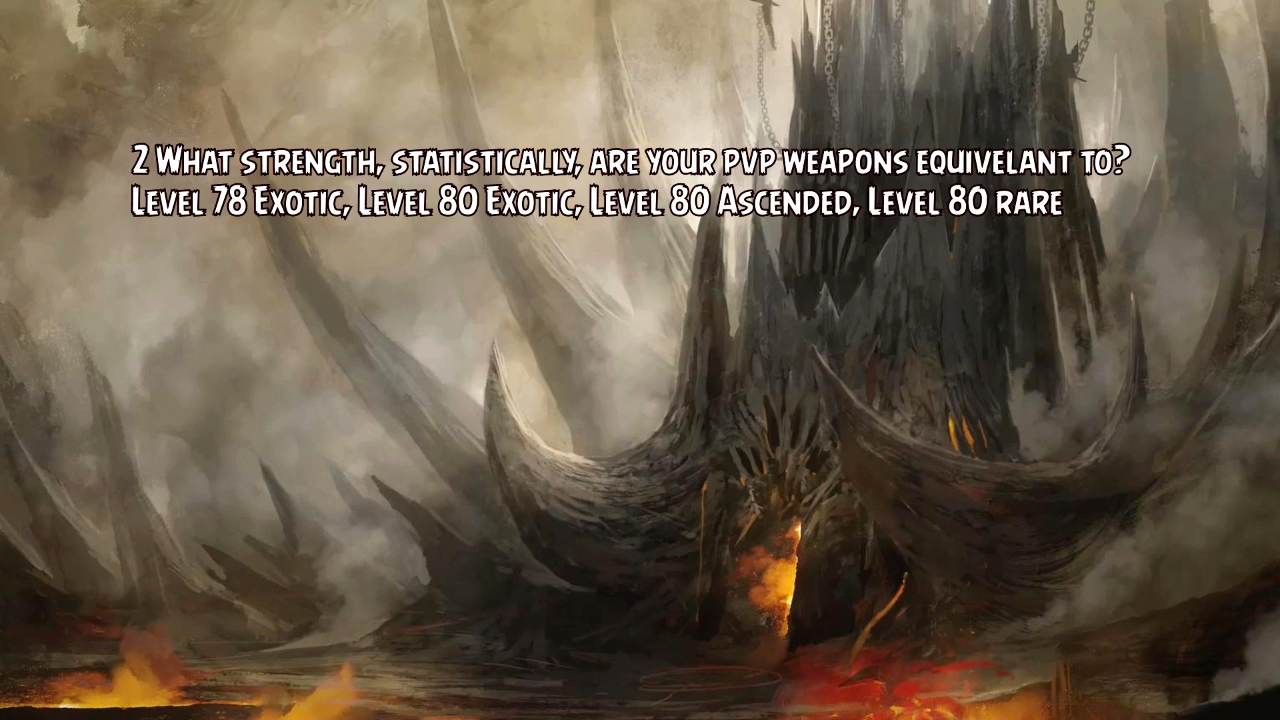 2 What strength, statistically, are your pvp weapons equivelant to?
Level 78 Exotic, Level 80 Exotic, Level 80 Ascended, Level 80 rare